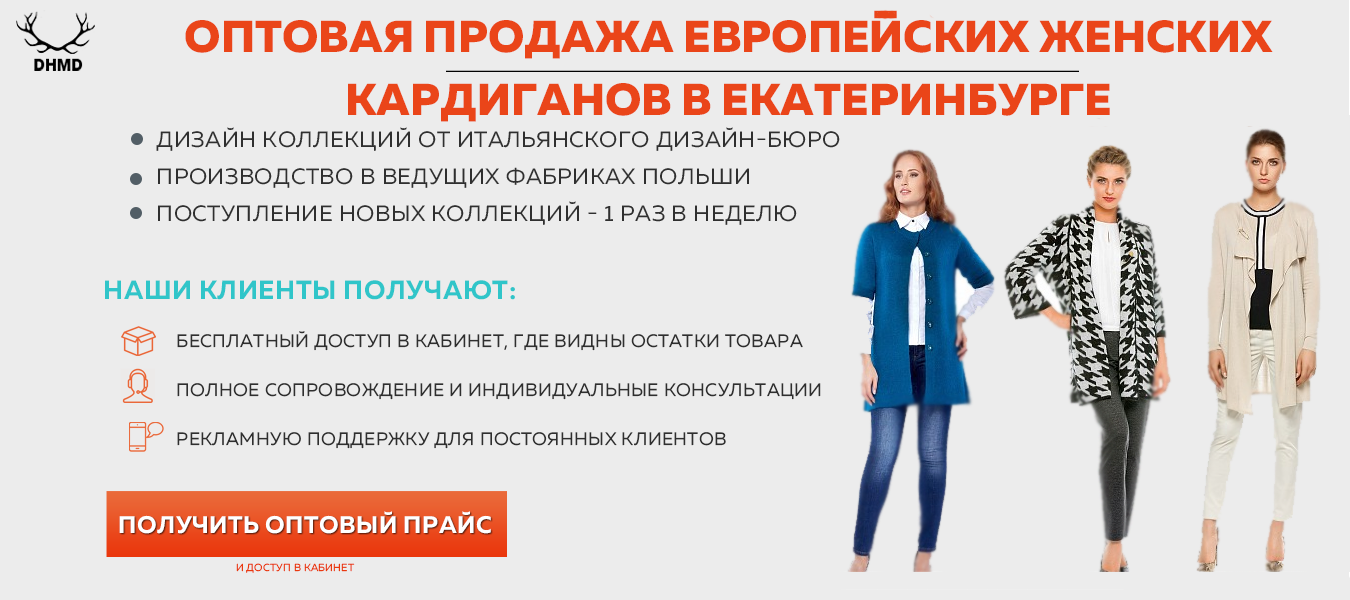 DHMD
ОПТОВАЯ ПРОДАЖА ЕВРОПЕЙСКИХ ЖЕНСКИХ
КАРДИГАНОВ В ЕКАТЕРИНБУРГЕ
ДИЗАЙН КОЛЛЕКЦИЙ ОТ ИТАЛЬЯНСКОГО ДИЗАЙН-БЮРО
ПРОИЗВОДСТВО В ВЕДУЩИХ ФАБРИКАХ ПОЛЬШИ
ПОСТУПЛЕНИЕ НОВЫХ КОЛЛЕКЦИЙ - 1 РАЗ В НЕДЕЛЮ
НАШИ КЛИЕНТЫ ПОЛУЧАЮТ:
БЕСПЛАТНЫЙ ДОСТУП В КАБИНЕТ, ГДЕ ВИДНЫ ОСТАТКИ ТОВАРА
ПОЛНОЕ СОПРОВОЖДЕНИЕ И ИНДИВИДУАЛЬНЫЕ КОНСУЛЬТАЦИИ
РЕКЛАМНУЮ ПОДДЕРЖКУ ДЛЯ ПОСТОЯННЫХ КЛИЕНТОВ
ПОЛУЧИТЬ ОПТОВЫЙ ПРАЙС
И ДОСТУП В КАБИНЕТ